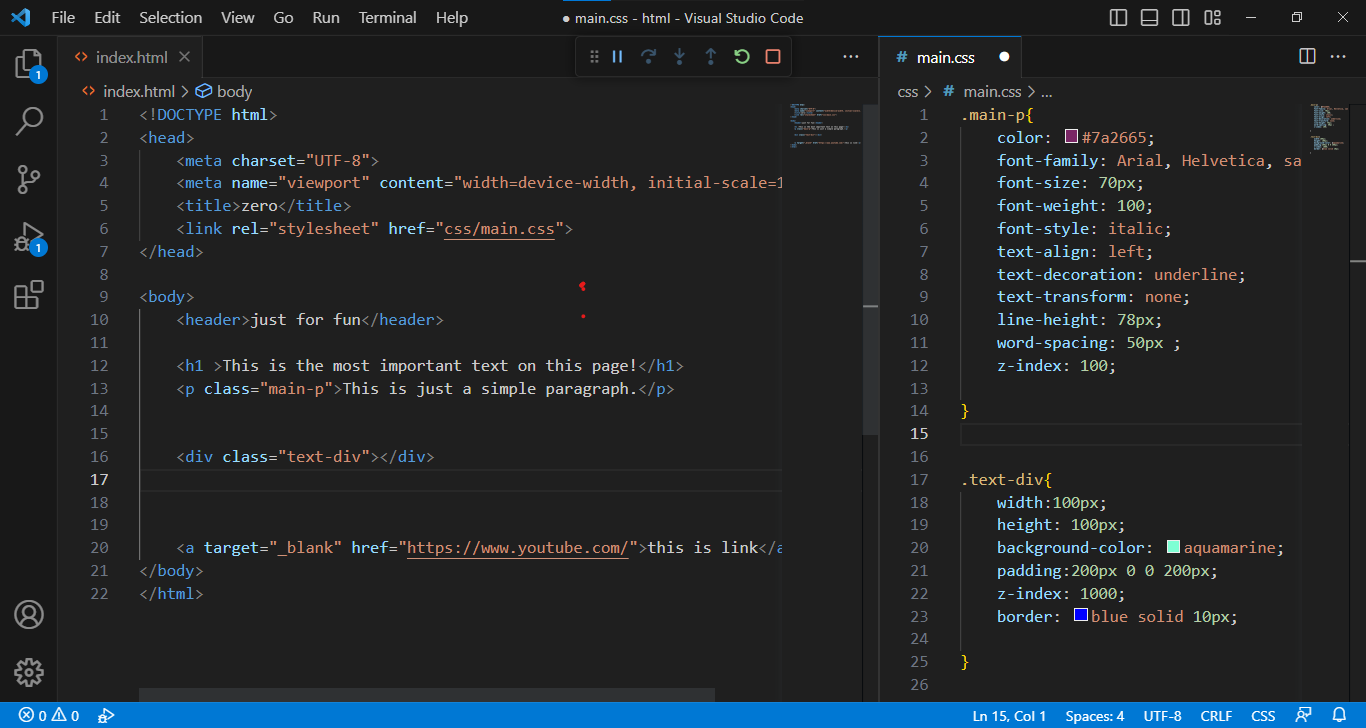 File Edit Selection View Go Run Terminal Help
● main.css - html - Visual Studio Code
index.html
# main.css
index.html > body
css > # main.css > ...
1 <!DOCTYPE html>
2 <head>
3 <meta charset="UTF-8">
4 <meta name="viewport" content="width=device-width, initial-scale=1
5 <title>zero</title>
6 <link rel="stylesheet" href="css/main.css">
7 </head>
8
9 <body>
10 <header>just for fun</header>
11
12 <h1 >This is the most important text on this page!</h1>
13 <p class="main-p">This is just a simple paragraph.</p>
14
15
16 <div class="text-div"></div>
17
18
19
20 <a target="_blank" href="https://www.youtube.com/">this is link</a
21 </body>
22 </html>
1 .main-p{
2 color: #7a2665;
3 font-family: Arial, Helvetica, sa
4 font-size: 70px;
5 font-weight: 100;
6 font-style: italic;
7 text-align: left;
8 text-decoration: underline;
9 text-transform: none;
10 line-height: 78px;
11 word-spacing: 50px ;
12 z-index: 100;
13
14 }
15
16
17 .text-div{
18 width:100px;
19 height: 100px;
20 background-color: aquamarine;
21 padding:200px 0 0 200px;
22 z-index: 1000;
23 border: blue solid 10px;
24
25 }
26
1
1
0 0
Ln 15, Col 1 Spaces: 4 UTF-8 CRLF CSS